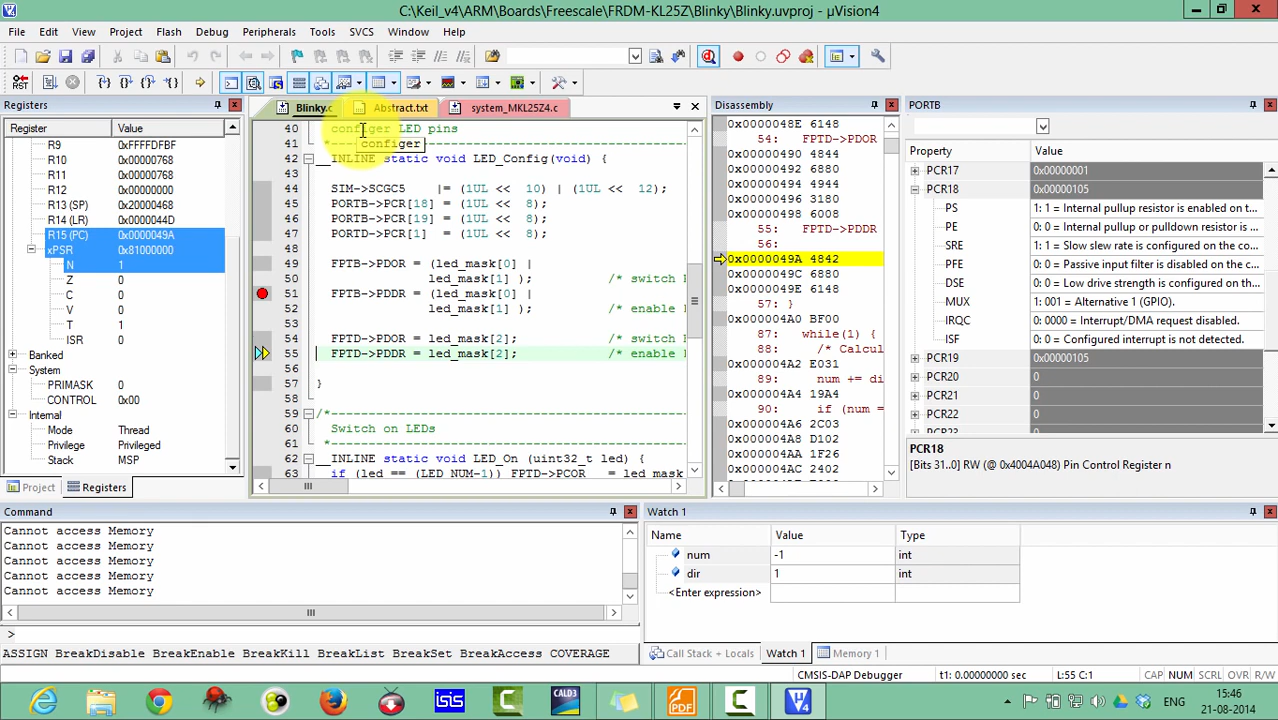 C:\Keil_v4\ARM\Boards\Freescale\FRDM-KL25Z\Blinky\Blinky.uvproj - µVision4
File Edit View Project Flash Debug Peripherals Tools SVCS Window Help
Registers
Register Value
R9 0xFFFFDFBF
R10 0x00000768
R11 0x00000768
R12 0x00000000
R13 (SP) 0x20000468
R14 (LR) 0x0000044D
R15 (PC) 0x0000049A
xPSR 0x81000000
N 1
Z 0
C 0
V 0
T 1
ISR 0
Banked
System
PRIMASK 0
CONTROL 0x00
Internal
Mode Thread
Privilege Privileged
Stack MSP
Project Registers
Blinky.c Abstract.txt system_MKL25Z4.c
40 configer LED pins
41 *----------------------------------------
configer
42 __INLINE static void LED_Config(void) {
43
44 SIM->SCGC5 |= (1UL << 10) | (1UL << 12);
45 PORTB->PCR[18] = (1UL << 8);
46 PORTB->PCR[19] = (1UL << 8);
47 PORTD->PCR[1] = (1UL << 8);
48
49 FPTB->PDOR = (led_mask[0] |
50 led_mask[1] ); /* switch
51 FPTB->PDDR = (led_mask[0] |
52 led_mask[1] ); /* enable
53
54 FPTD->PDOR = led_mask[2]; /* switch
55 FPTD->PDDR = led_mask[2]; /* enable
56
57 }
58
59 /*----------------------------------------
60 Switch on LEDs
61 *----------------------------------------
62 __INLINE static void LED_On (uint32_t led) {
63 if (led == (LED_NUM-1)) FPTD->PCOR = led_mask
Disassembly
0x0000048E 6148
54: FPTD->PDOR
0x00000490 4844
0x00000492 6880
0x00000494 4944
0x00000496 3180
0x00000498 6008
55: FPTD->PDDR
56:
0x0000049A 4842
0x0000049C 6880
0x0000049E 6148
57: }
0x000004A0 BF00
87: while(1) {
88: /* Calcul
0x000004A2 E031
89: num += di
0x000004A4 19A4
90: if (num =
0x000004A6 2C03
0x000004A8 D102
0x000004AA 1F26
0x000004AC 2402
PORTB
Property Value
PCR17 0x00000001
PCR18 0x00000105
PS 1: 1 = Internal pullup resistor is enabled on t...
PE 0: 0 = Internal pullup or pulldown resistor is ...
SRE 1: 1 = Slow slew rate is configured on the co...
PFE 0: 0 = Passive input filter is disabled on the c...
DSE 0: 0 = Low drive strength is configured on th...
MUX 1: 001 = Alternative 1 (GPIO).
IRQC 0: 0000 = Interrupt/DMA request disabled.
ISF 0: 0 = Configured interrupt is not detected.
PCR19 0x00000105
PCR20 0
PCR21 0
PCR22 0
PCR23 0
PCR18
[Bits 31..0] RW (@ 0x4004A048) Pin Control Register n
Command
Cannot access Memory
Cannot access Memory
Cannot access Memory
Cannot access Memory
Cannot access Memory
>
ASSIGN BreakDisable BreakEnable BreakKill BreakList BreakSet BreakAccess COVERAGE
Watch 1
Name Value Type
num -1 int
dir 1 int
<Enter expression>
Call Stack + Locals Watch 1 Memory 1
CMSIS-DAP Debugger t1: 0.00000000 sec L:55 C:1 CAP NUM SCRL OVR R/W
isis CALD3 PDF
ENG 15:46
21-08-2014